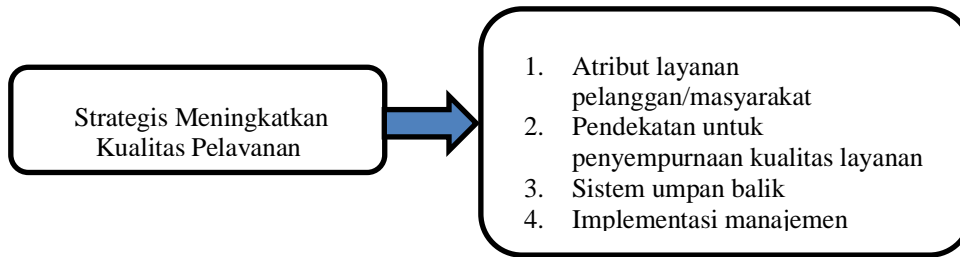 Strategis Meningkatkan
Kualitas Pelayanan
1. Atribut layanan
pelanggan/masyarakat
2. Pendekatan untuk
penyempurnaan kualitas layanan
3. Sistem umpan balik
4. Implementasi manajemen